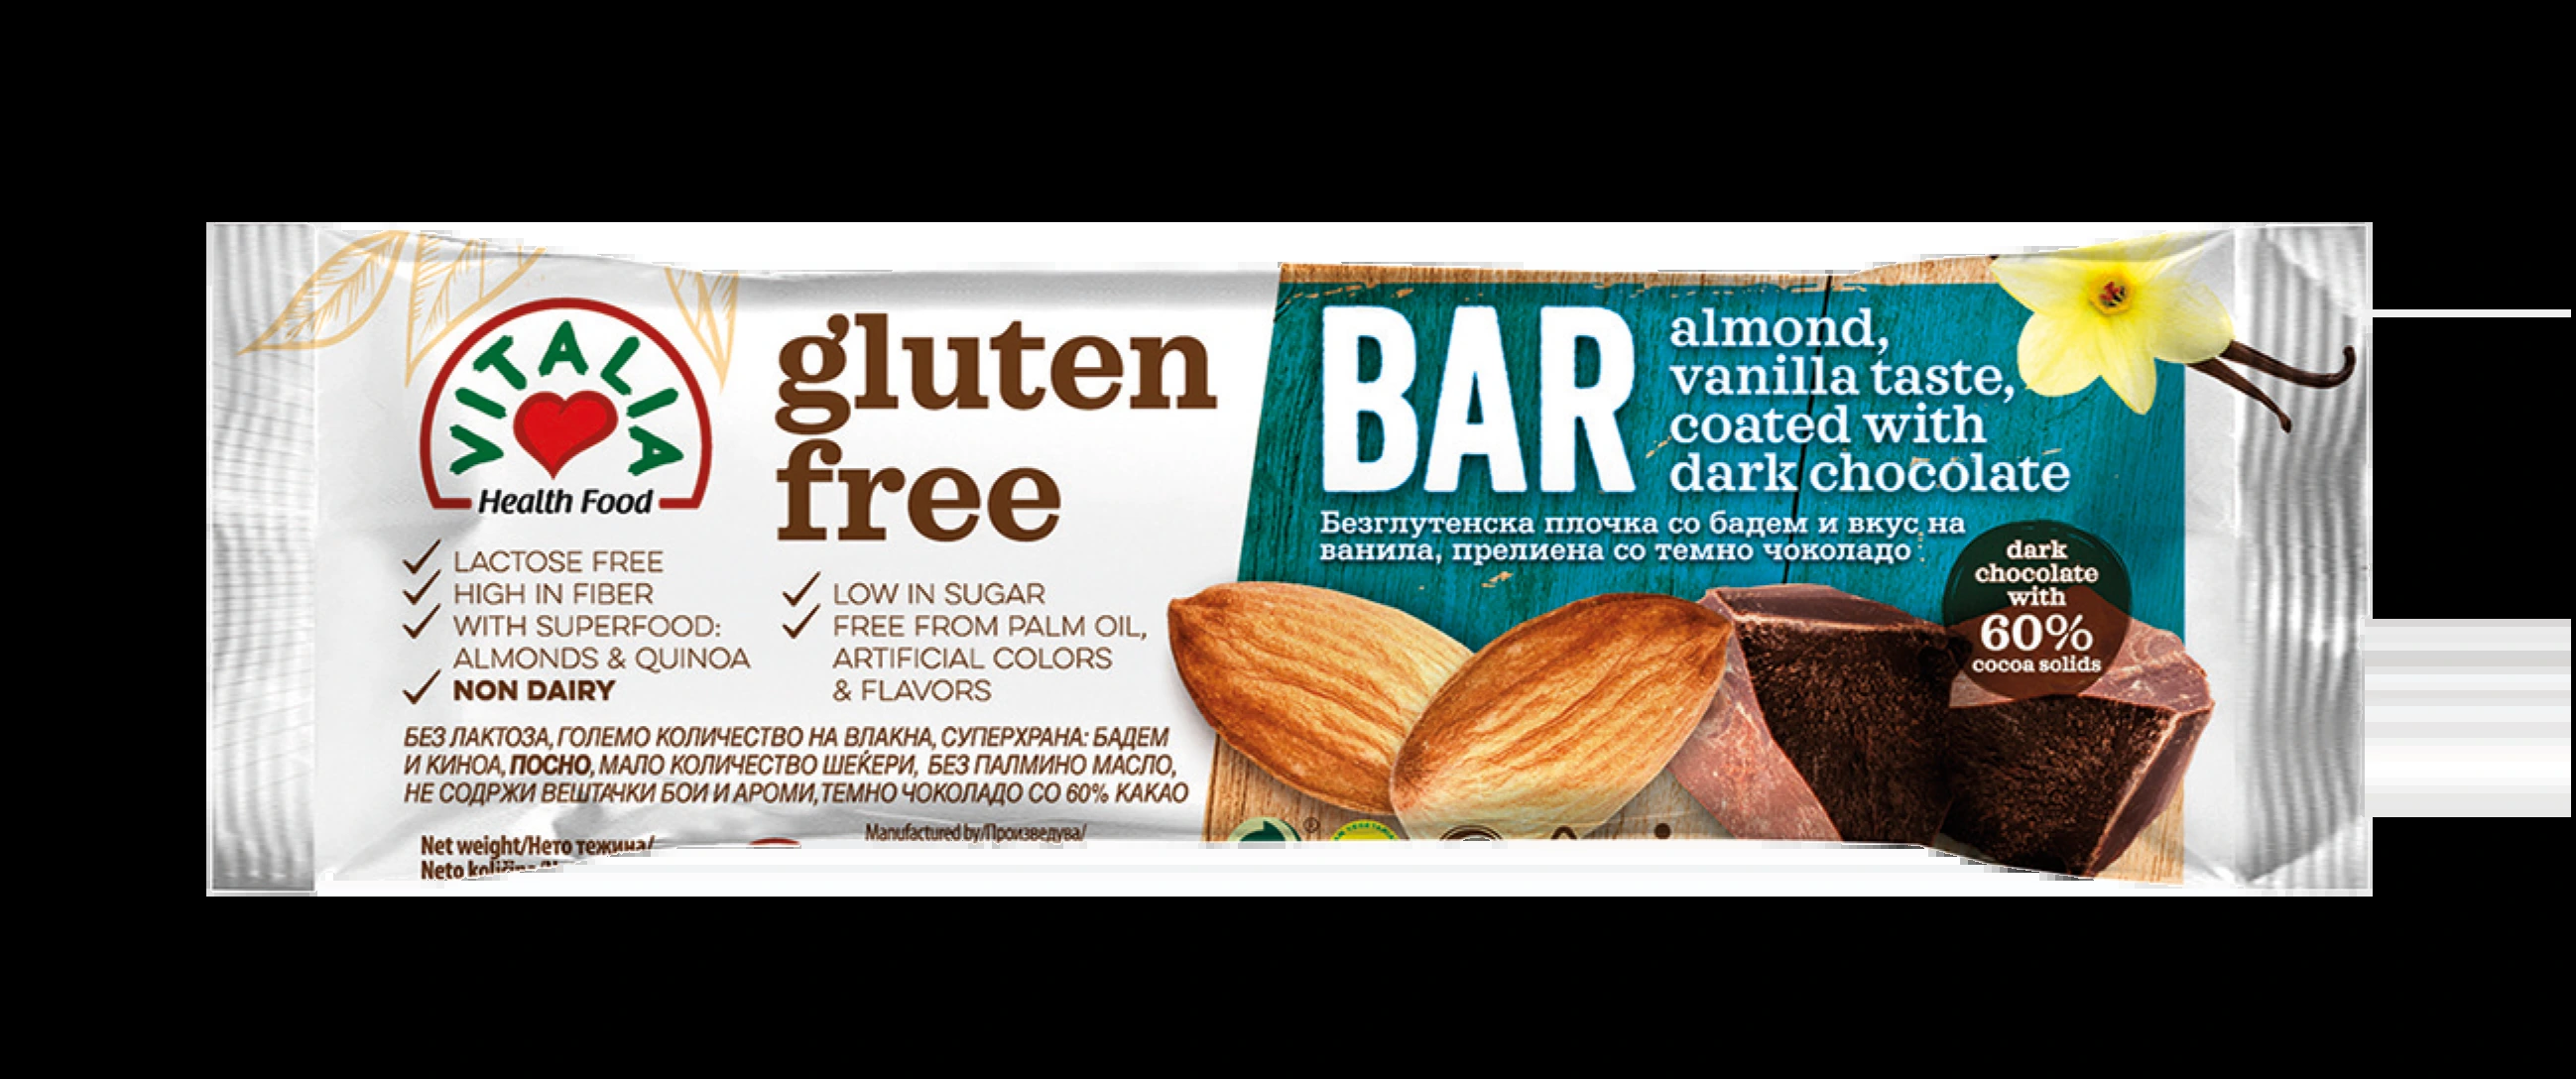 VITALIA
Health Food
gluten
free
LACTOSE FREE
HIGH IN FIBER
WITH SUPERFOOD:
ALMONDS & QUINOA
NON DAIRY
LOW IN SUGAR
FREE FROM PALM OIL,
ARTIFICIAL COLORS
& FLAVORS
БЕЗ ЛАКТОЗА, ГОЛЕМО КОЛИЧЕСТВО НА ВЛАКНА, СУПЕРХРАНА: БАДЕМ
И КИНОА, ПОСНО, МАЛО КОЛИЧЕСТВО ШЕЌЕРИ, БЕЗ ПАЛМИНО МАСЛО,
НЕ СОДРЖИ ВЕШТАЧКИ БОИ И АРОМИ, ТЕМНО ЧОКОЛАДО СО 60% КАКАО
Net weight/Нето тежина/
Neto
Manufactured by/Произведува/
BAR
almond,
vanilla taste,
coated with
dark chocolate
Безглутенска плочка со бадем и вкус на
ванила, прелиена со темно чоколадо
dark
chocolate
with
60%
cocoa solids